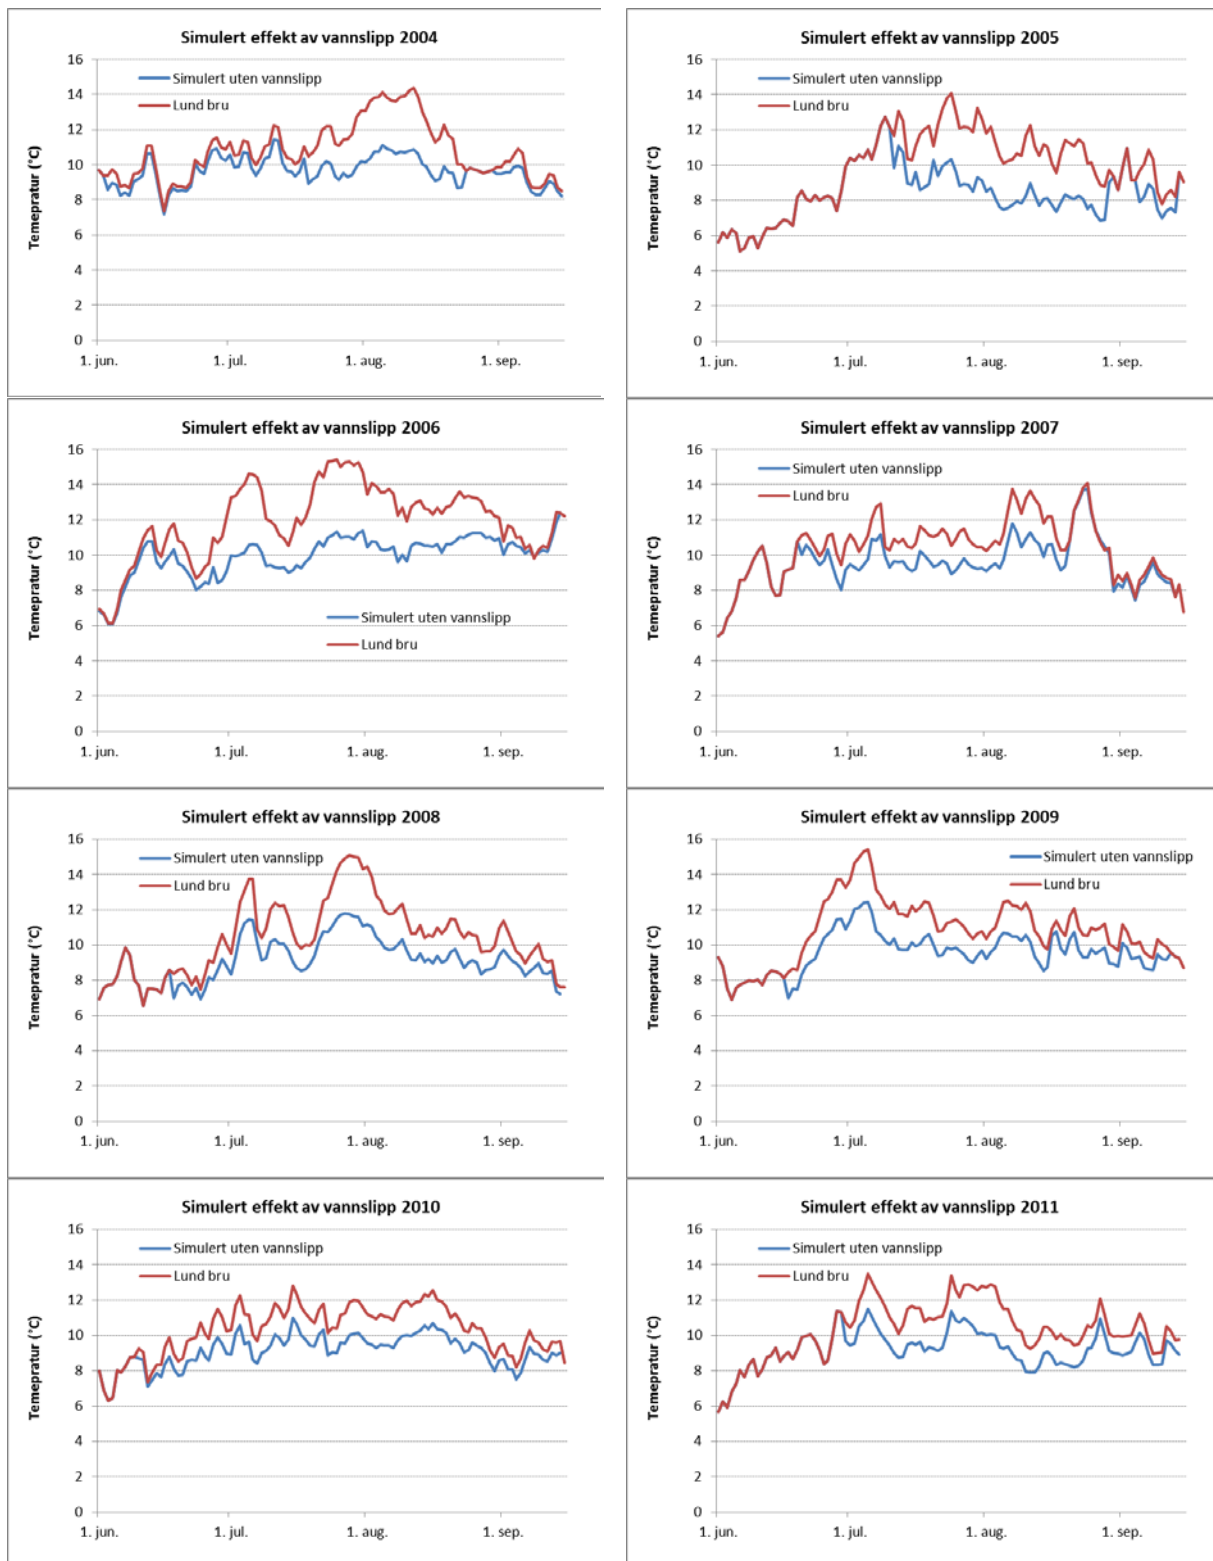 Simulert effekt av vannslipp 2004
Simulert uten vannslipp
Lund bru
Temepratur (°C)
16
14
12
10
8
6
4
2
0
1. jun.
1. jul.
1. aug.
1. sep.
Simulert effekt av vannslipp 2005
Simulert uten vannslipp
Lund bru
Temepratur (°C)
16
14
12
10
8
6
4
2
0
1. jun.
1. jul.
1. aug.
1. sep.
Simulert effekt av vannslipp 2006
Simulert uten vannslipp
Lund bru
Temepratur (°C)
16
14
12
10
8
6
4
2
0
1. jun.
1. jul.
1. aug.
1. sep.
Simulert effekt av vannslipp 2007
Simulert uten vannslipp
Lund bru
Temepratur (°C)
16
14
12
10
8
6
4
2
0
1. jun.
1. jul.
1. aug.
1. sep.
Simulert effekt av vannslipp 2008
Simulert uten vannslipp
Lund bru
Temepratur (°C)
16
14
12
10
8
6
4
2
0
1. jun.
1. jul.
1. aug.
1. sep.
Simulert effekt av vannslipp 2009
Simulert uten vannslipp
Lund bru
Temepratur (°C)
16
14
12
10
8
6
4
2
0
1. jun.
1. jul.
1. aug.
1. sep.
Simulert effekt av vannslipp 2010
Simulert uten vannslipp
Lund bru
Temepratur (°C)
16
14
12
10
8
6
4
2
0
1. jun.
1. jul.
1. aug.
1. sep.
Simulert effekt av vannslipp 2011
Simulert uten vannslipp
Lund bru
Temepratur (°C)
16
14
12
10
8
6
4
2
0
1. jun.
1. jul.
1. aug.
1. sep.